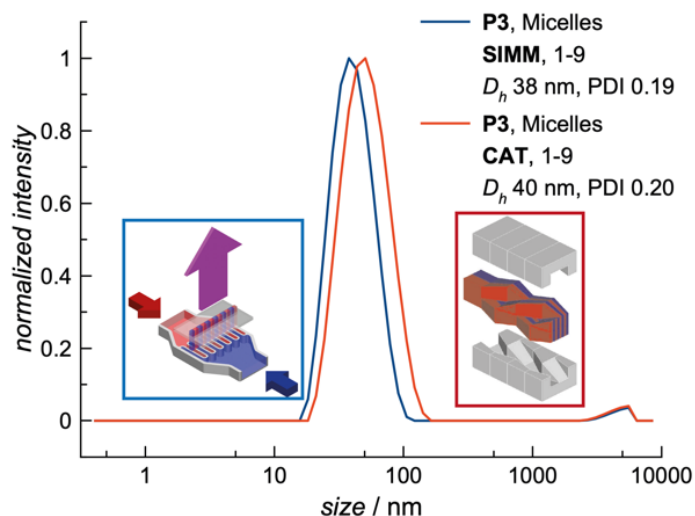 P3, Micelles
SIMM, 1-9
Dh 38 nm, PDI 0.19
P3, Micelles
CAT, 1-9
Dh 40 nm, PDI 0.20
normalized intensity
1
0.8
0.6
0.4
0.2
0
1
10
100
1000
10000
size / nm